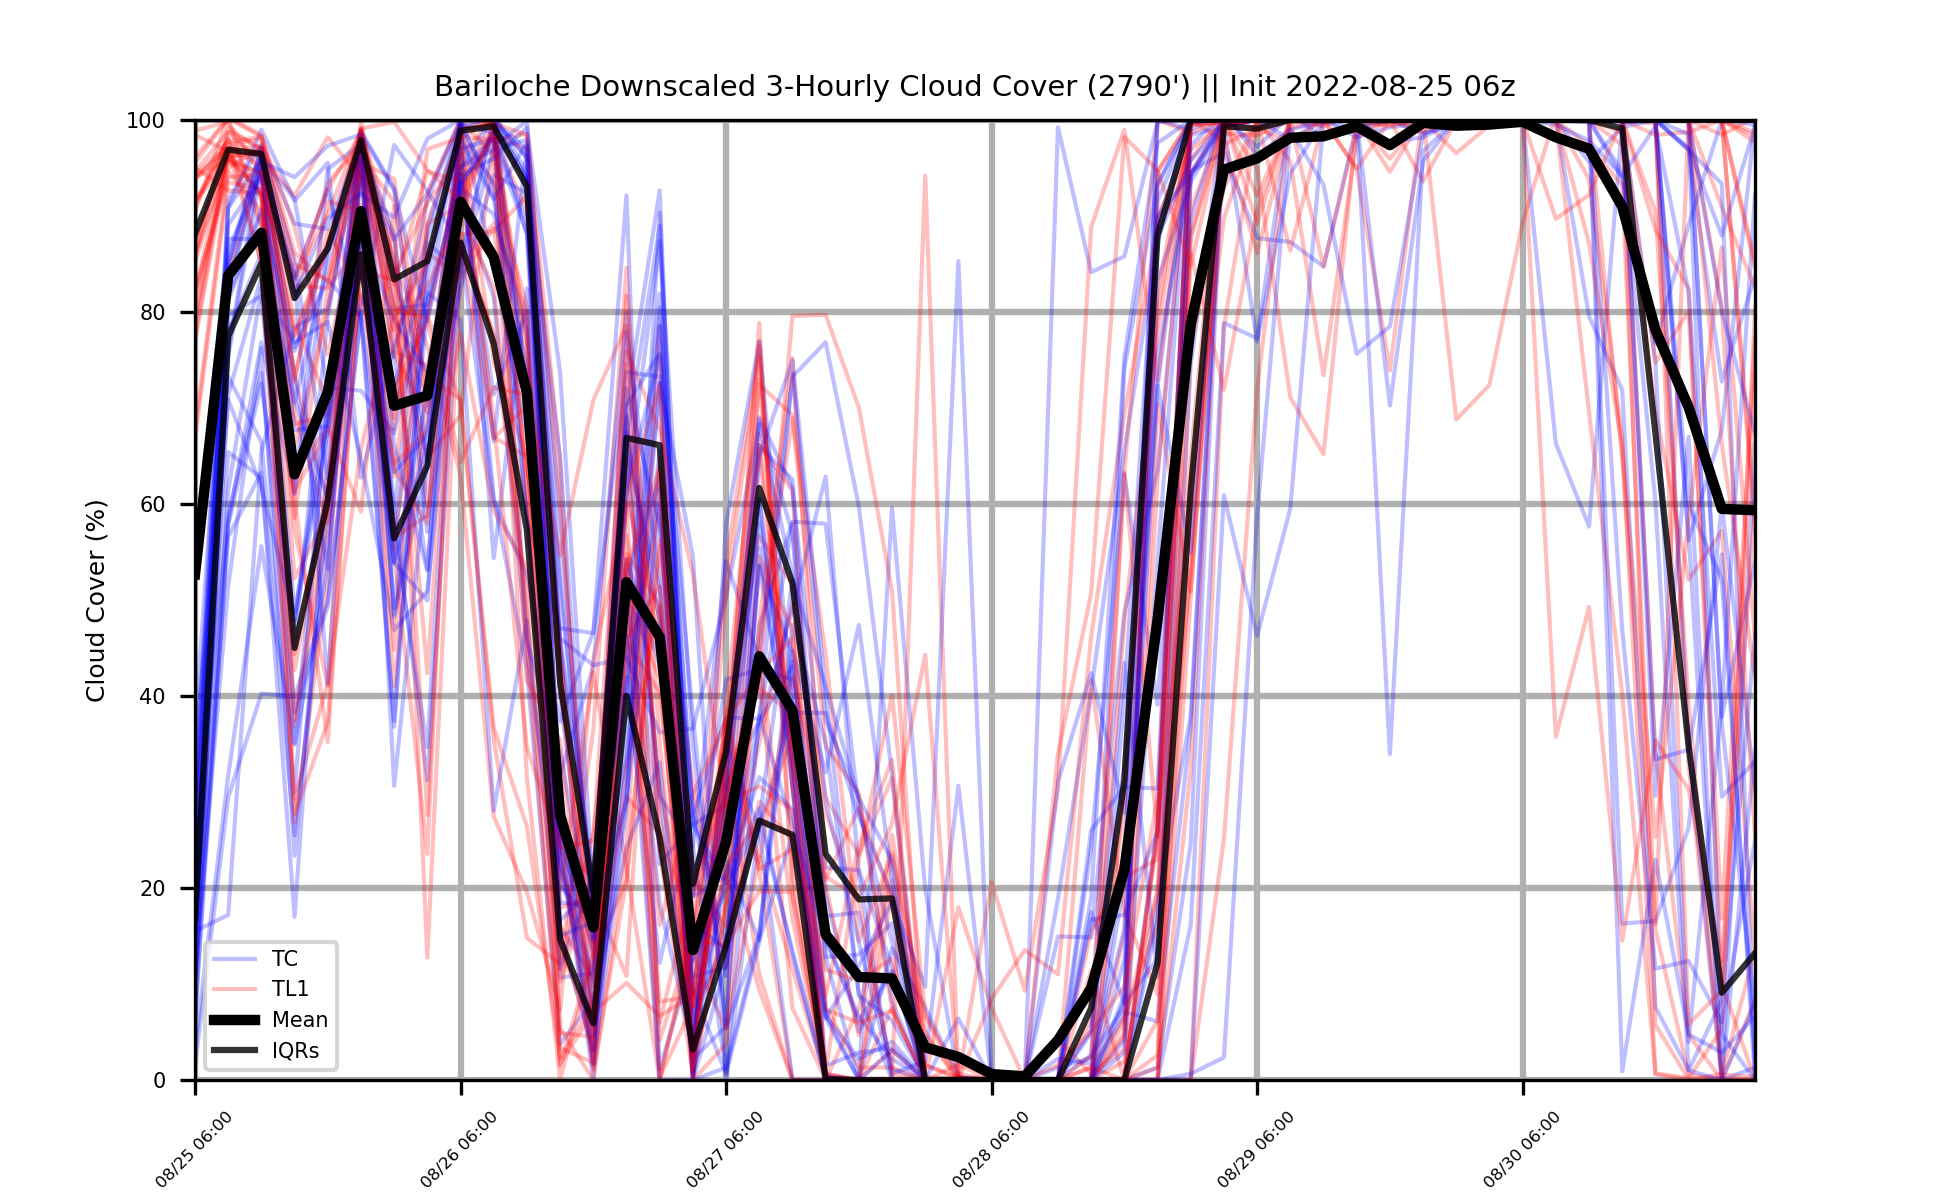 Bariloche Downscaled 3-Hourly Cloud Cover (2790') || Init 2022-08-25 06z
Cloud Cover (%)
100
80
60
40
20
0
TC
TL1
Mean
IQRs
08/25 06:00
08/26 06:00
08/27 06:00
08/28 06:00
08/29 06:00
08/30 06:00